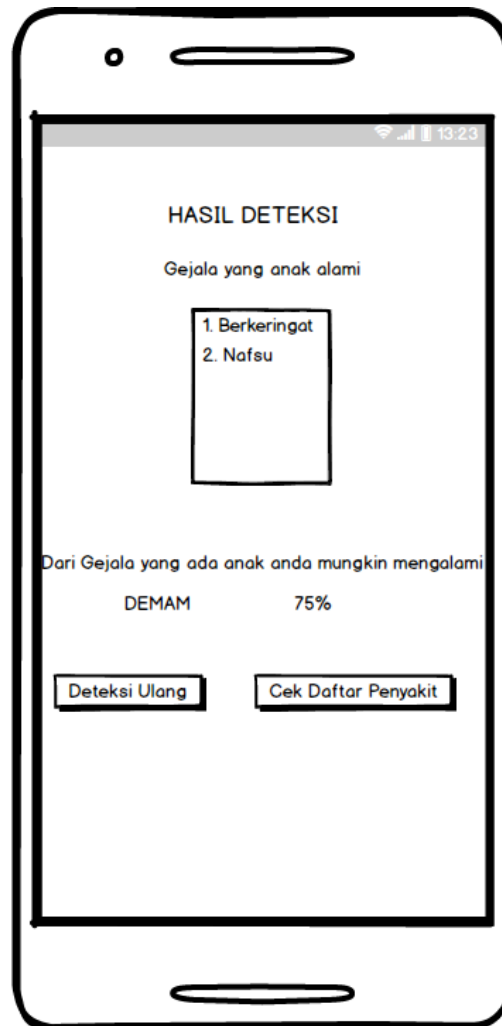 13:23
HASIL DETEKSI
Gejala yang anak alami
1. Berkeringat
2. Nafsu
Dari Gejala yang ada anak anda mungkin mengalami
DEMAM 75%
Deteksi Ulang Cek Daftar Penyakit